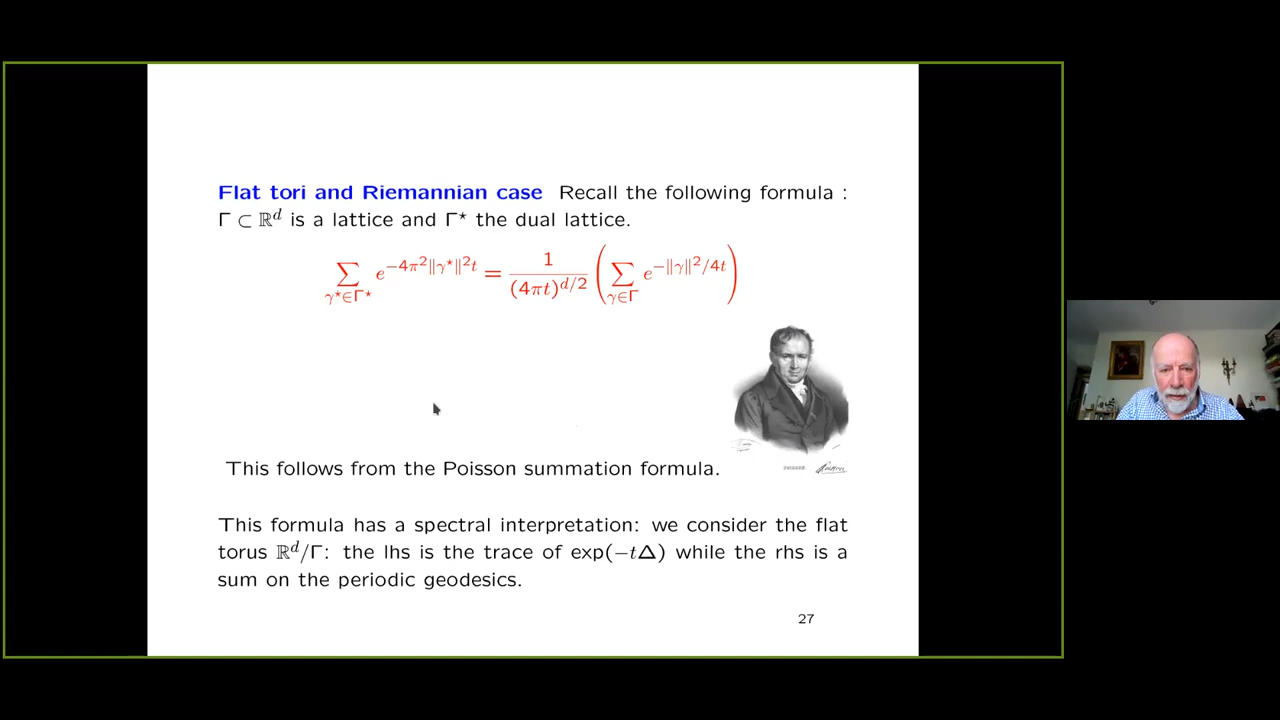 Flat tori and Riemannian case Recall the following formula :
Γ ⊂ ℝᵈ is a lattice and Γ⋆ the dual lattice.
∑_{γ⋆∈Γ⋆} e^{−4π²‖γ⋆‖²t} = 1/(4πt)^{d/2} (∑_{γ∈Γ} e^{−‖γ‖²/4t})
POISSON.
This follows from the Poisson summation formula.
This formula has a spectral interpretation: we consider the flat
torus ℝᵈ/Γ: the lhs is the trace of exp(−tΔ) while the rhs is a
sum on the periodic geodesics.
27